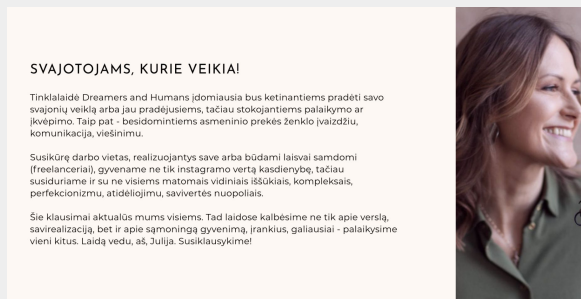 SVAJOTOJAMS, KURIE VEIKIA!
Tinklalaidė Dreamers and Humans įdomiausia bus ketinantiems pradėti savo
svajonių veiklą arba jau pradėjusiems, tačiau stokojantiems palaikymo ar
įkvėpimo. Taip pat - besidomintiems asmeninio prekės ženklo įvaizdžiu,
komunikacija, viešinimu.
Susikūrę darbo vietas, realizuojantys save arba būdami laisvai samdomi
(freelanceriai), gyvename ne tik instagramo vertą kasdienybę, tačiau
susiduriame ir su ne visiems matomais vidiniais iššūkiais, kompleksais,
perfekcionizmu, atidėliojimu, savivertės nuopoliais.
Šie klausimai aktualūs mums visiems. Tad laidose kalbėsime ne tik apie verslą,
savirealizaciją, bet ir apie sąmoningą gyvenimą, įrankius, galiausiai - palaikysime
vieni kitus. Laidą vedu, aš, Julija. Susiklausykime!